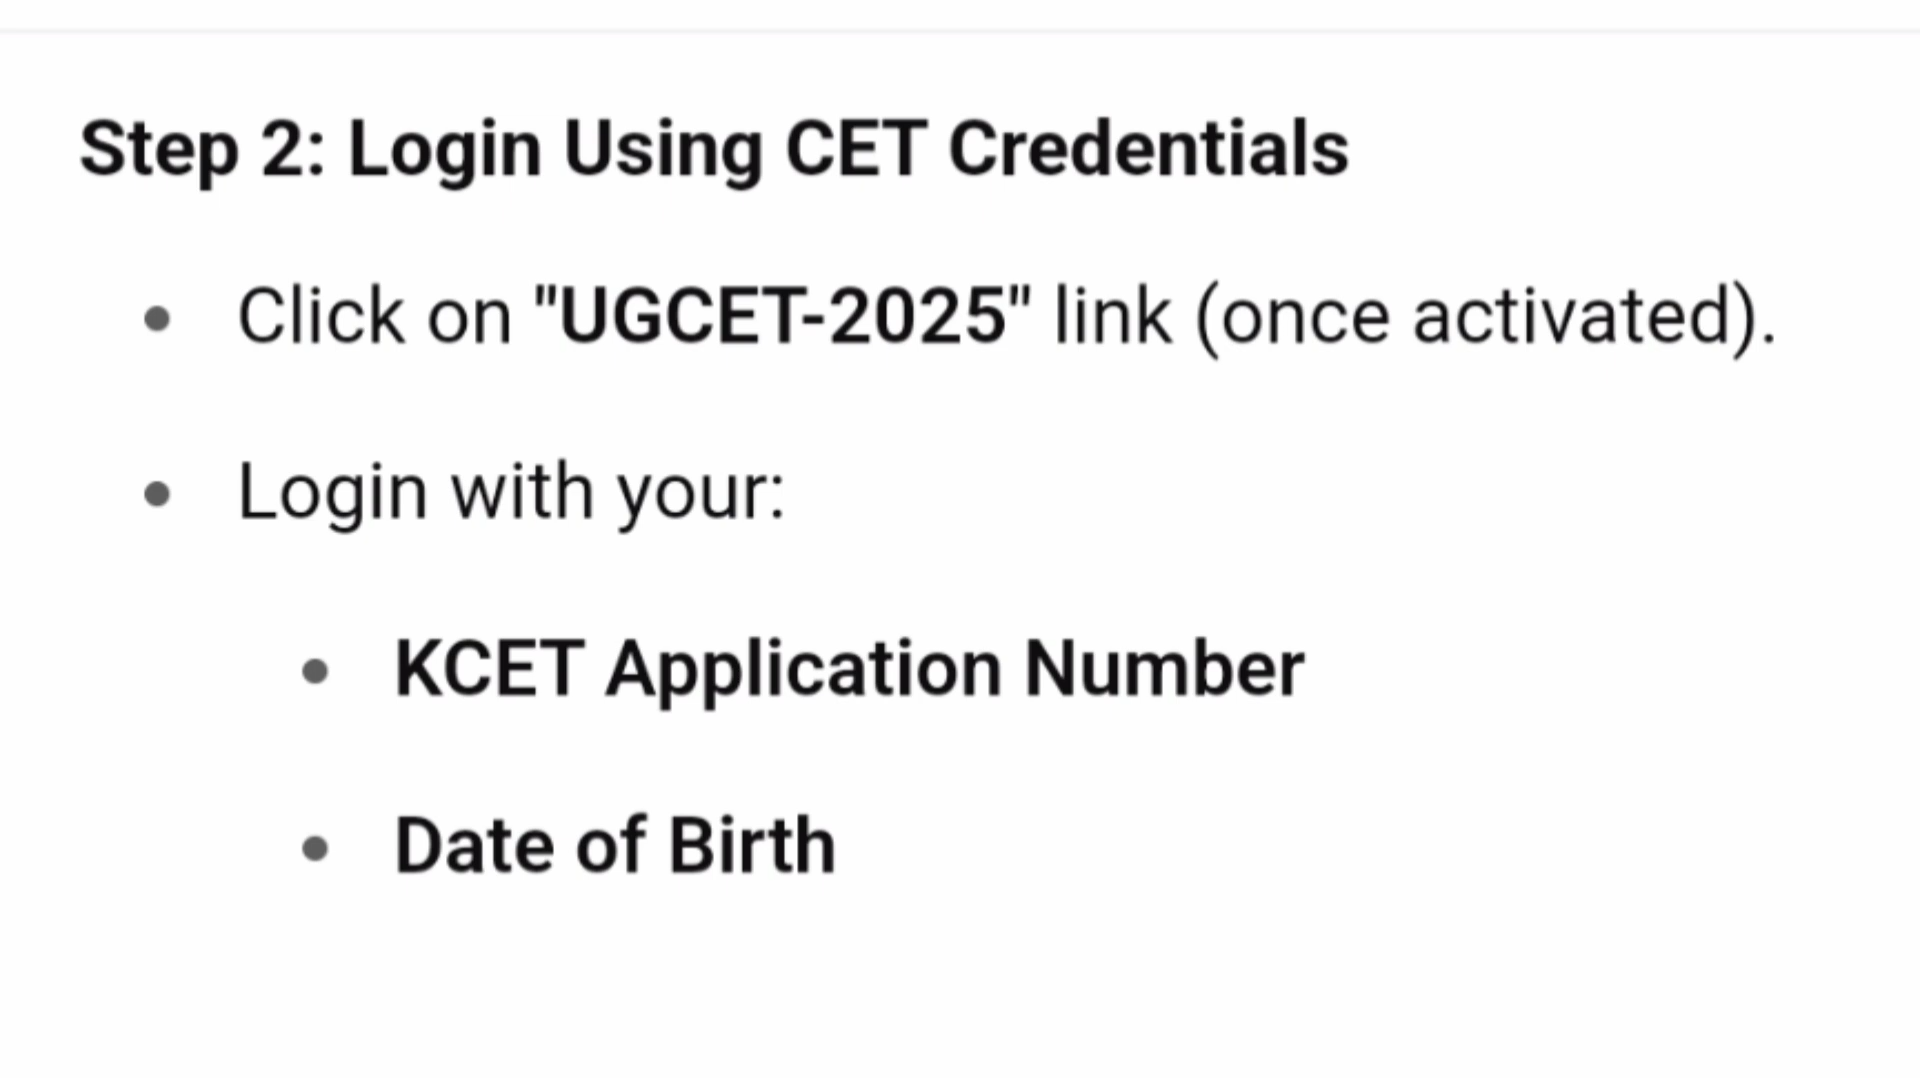 Step 2: Login Using CET Credentials
Click on "UGCET-2025" link (once activated).
Login with your:
KCET Application Number
Date of Birth